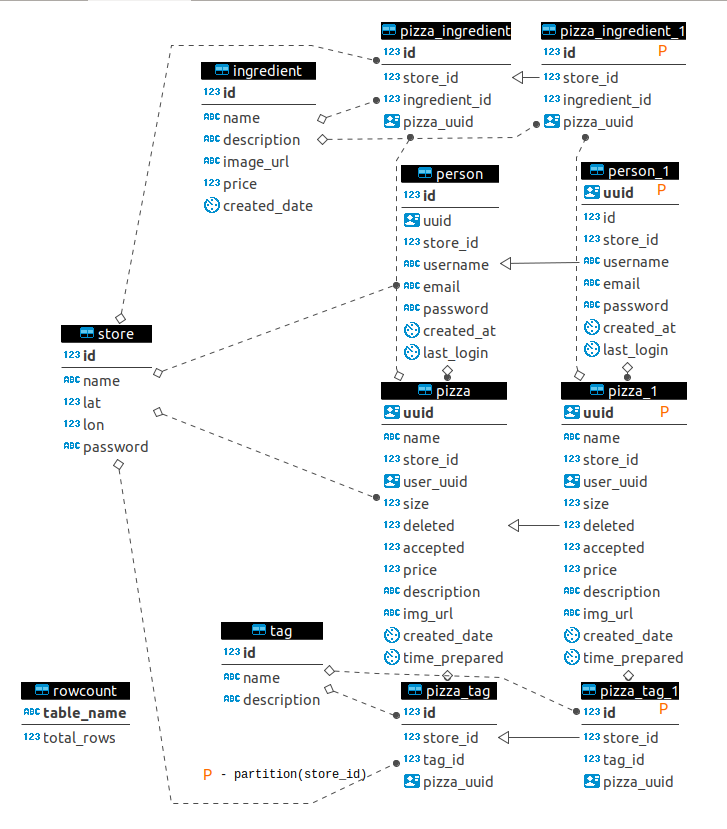 pizza_ingredient
123 id
123 store_id
123 ingredient_id
pizza_uuid
pizza_ingredient_1
123 id P
123 store_id
123 ingredient_id
pizza_uuid
ingredient
123 id
ABC name
ABC description
ABC image_url
123 price
created_date
person
123 id
uuid
123 store_id
ABC username
ABC email
ABC password
created_at
last_login
person_1
uuid P
123 id
123 store_id
ABC username
ABC email
ABC password
created_at
last_login
store
123 id
ABC name
123 lat
123 lon
ABC password
pizza
uuid
ABC name
123 store_id
user_uuid
123 size
123 deleted
123 accepted
123 price
ABC description
ABC img_url
created_date
time_prepared
pizza_1
uuid P
ABC name
123 store_id
user_uuid
123 size
123 deleted
123 accepted
123 price
ABC description
ABC img_url
created_date
time_prepared
tag
123 id
ABC name
ABC description
rowcount
ABC table_name
123 total_rows
pizza_tag
123 id
123 store_id
123 tag_id
pizza_uuid
pizza_tag_1
123 id P
123 store_id
123 tag_id
pizza_uuid
P - partition(store_id)